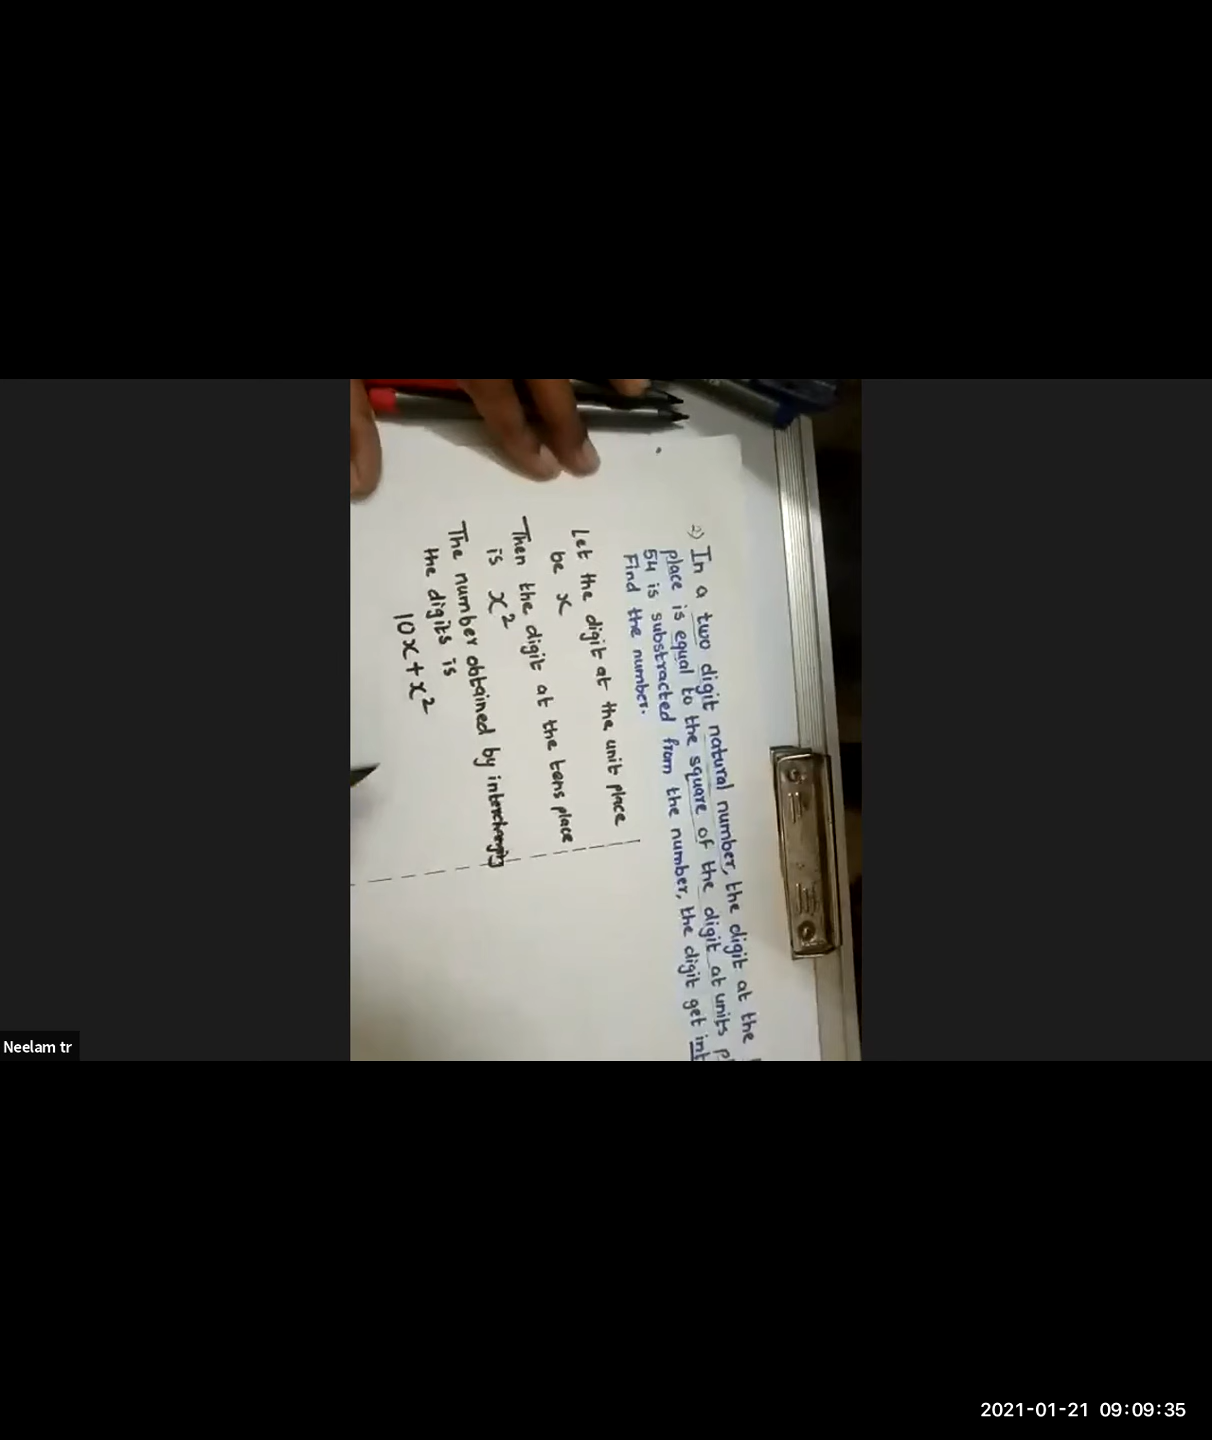 2) In a two digit natural number, the digit at the
place is equal to the square of the digit at units
54 is substracted from the number, the digit get
Find the number.
Let the digit at the unit place
be x
Then the digit at the tens place
is x²
The number obtained by interchanging
the digits is
10x + x²
Neelam tr
2021-01-21 09:09:35